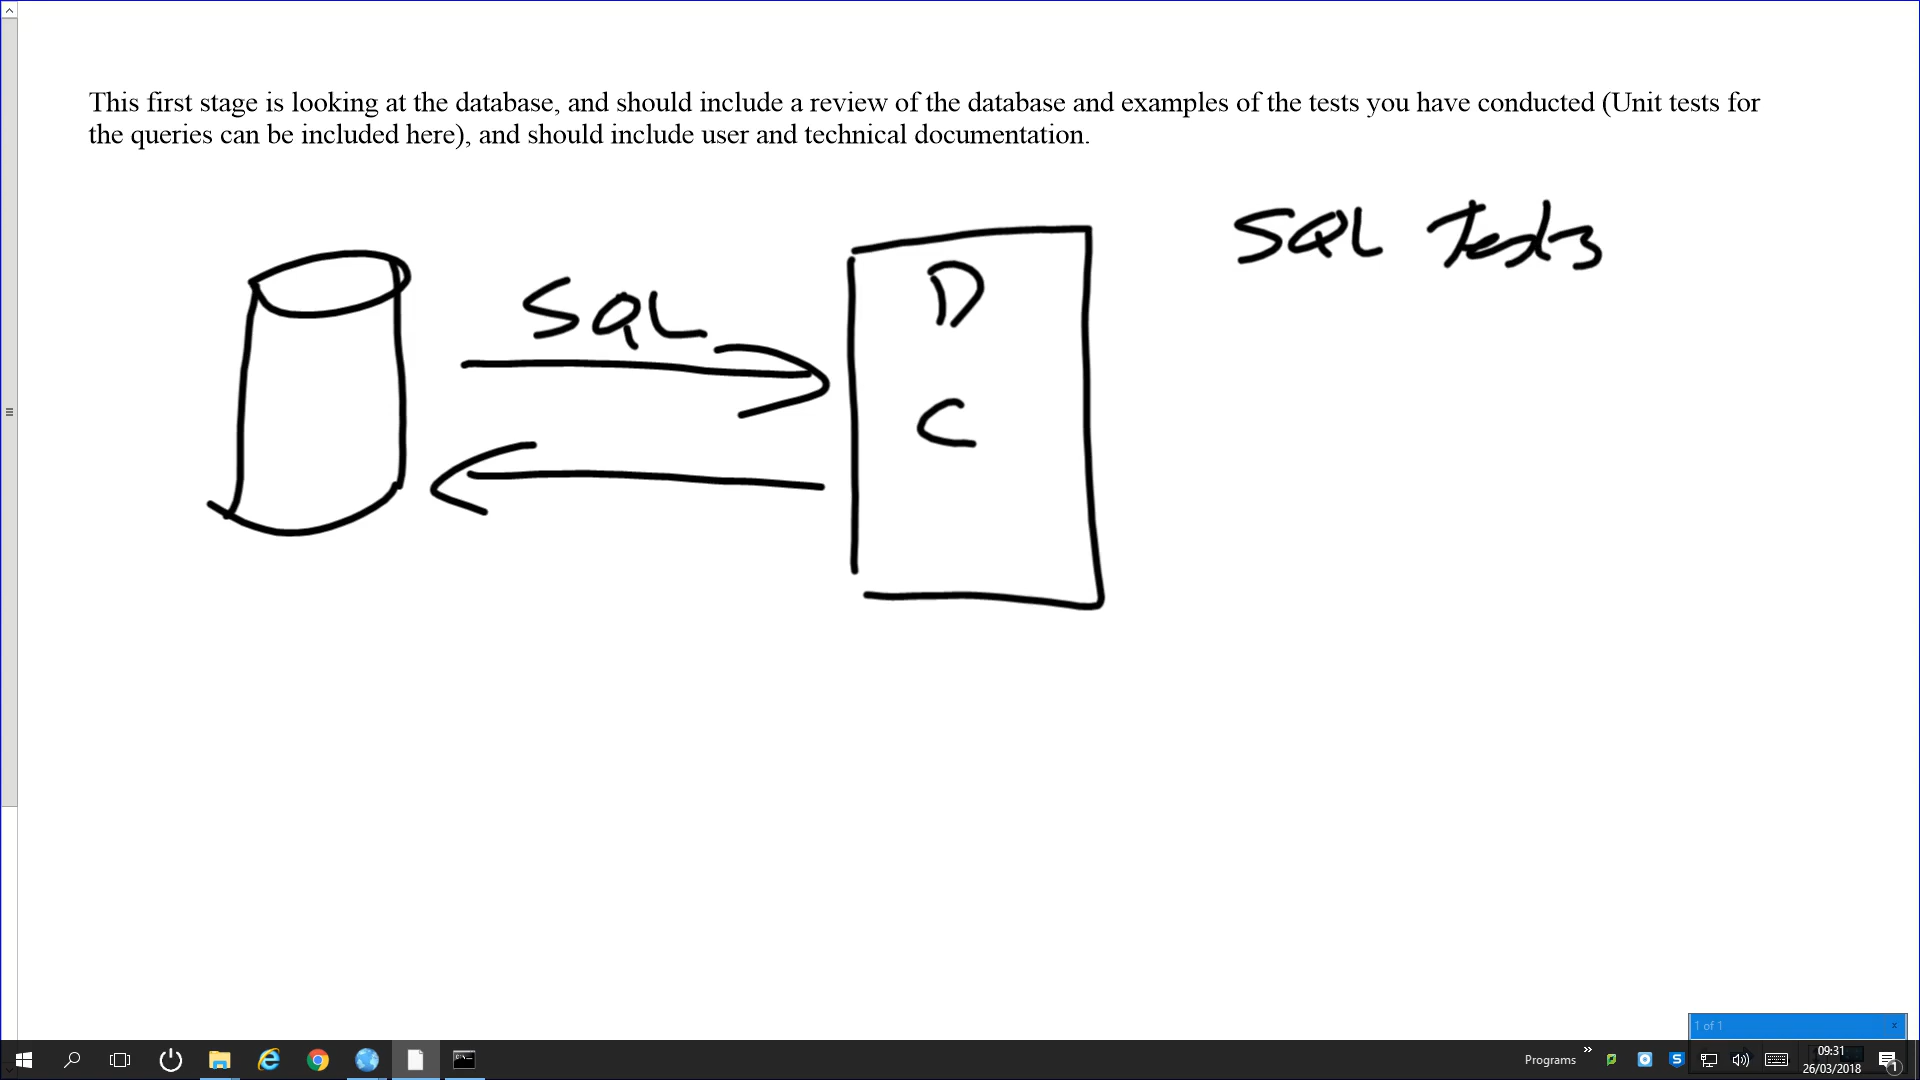 This first stage is looking at the database, and should include a review of the database and examples of the tests you have conducted (Unit tests for
the queries can be included here), and should include user and technical documentation.
SQL Tests
SQL
D
C
1 of 1
x
Programs
09:31
26/03/2018
1